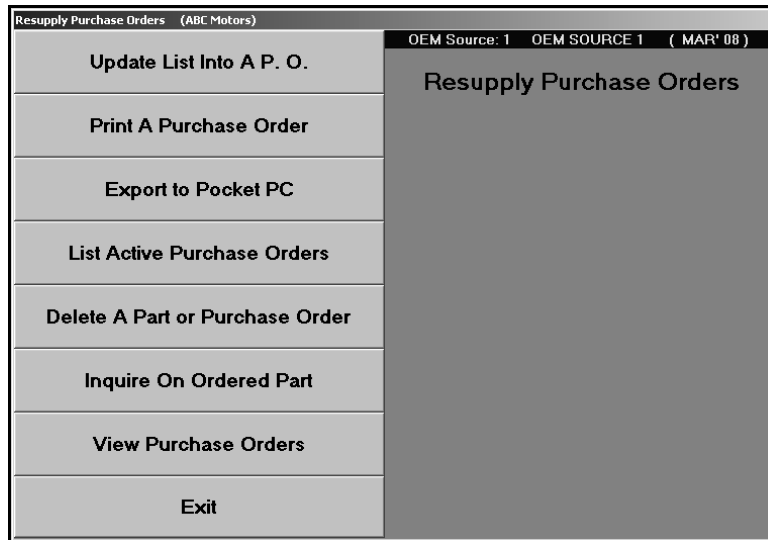 Resupply Purchase Orders (ABC Motors)
OEM Source: 1 OEM SOURCE 1 ( MAR' 08 )
Resupply Purchase Orders
Update List Into A P. O.
Print A Purchase Order
Export to Pocket PC
List Active Purchase Orders
Delete A Part or Purchase Order
Inquire On Ordered Part
View Purchase Orders
Exit